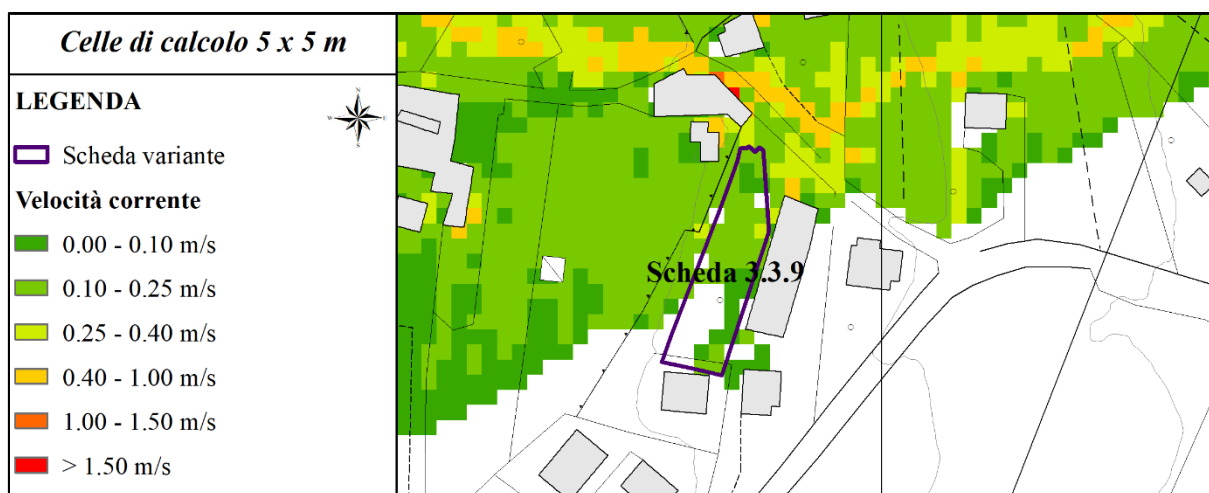 Celle di calcolo 5 x 5 m
LEGENDA
N
W
E
S
Scheda variante
Velocità corrente
0.00 - 0.10 m/s
0.10 - 0.25 m/s
0.25 - 0.40 m/s
0.40 - 1.00 m/s
1.00 - 1.50 m/s
> 1.50 m/s
Scheda 3.3.9